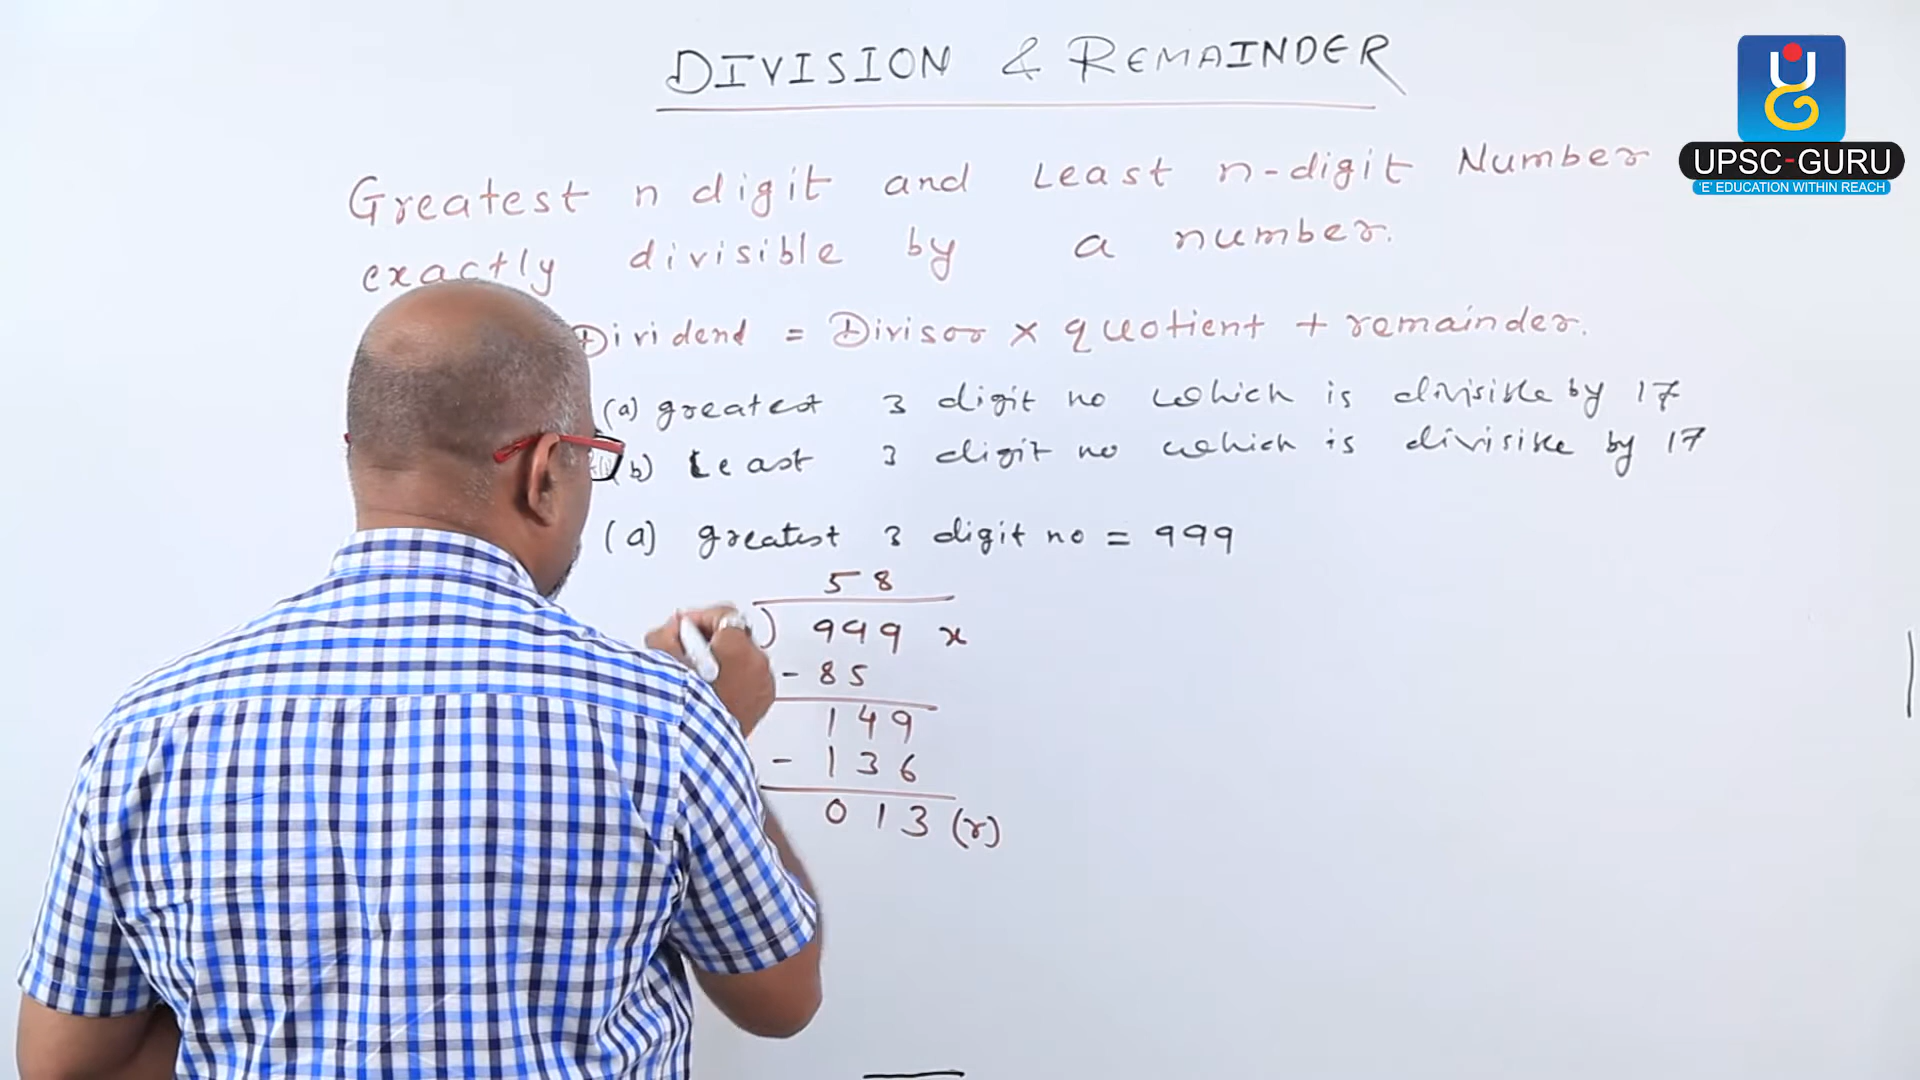 DIVISION & REMAINDER
Greatest n digit and Least n-digit Number
exactly divisible by a number.
Dividend = Divisor × quotient + remainder.
(a) greatest 3 digit no which is divisible by 17
(b) Least 3 digit no which is divisible by 17
(a) greatest 3 digit no = 999
58
) 999 x
- 85
149
- 136
013 (r)
UPSC-GURU
'E' EDUCATION WITHIN REACH